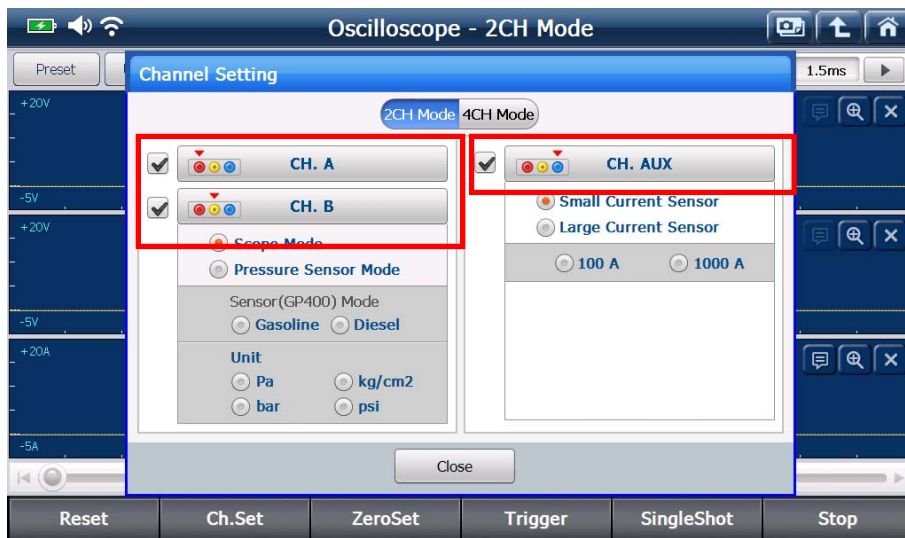 Oscilloscope - 2CH Mode
Preset
1.5ms
Channel Setting
2CH Mode 4CH Mode
+20V
-5V
+20V
-5V
+20A
-5A
CH. A
CH. B
Scope Mode
Pressure Sensor Mode
Sensor(GP400) Mode
Gasoline Diesel
Unit
Pa kg/cm2
bar psi
CH. AUX
Small Current Sensor
Large Current Sensor
100 A 1000 A
Close
Reset Ch.Set ZeroSet Trigger SingleShot Stop